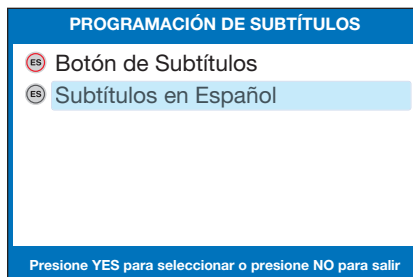 PROGRAMACIÓN DE SUBTÍTULOS
ES Botón de Subtítulos
ES Subtítulos en Español
Presione YES para seleccionar o presione NO para salir